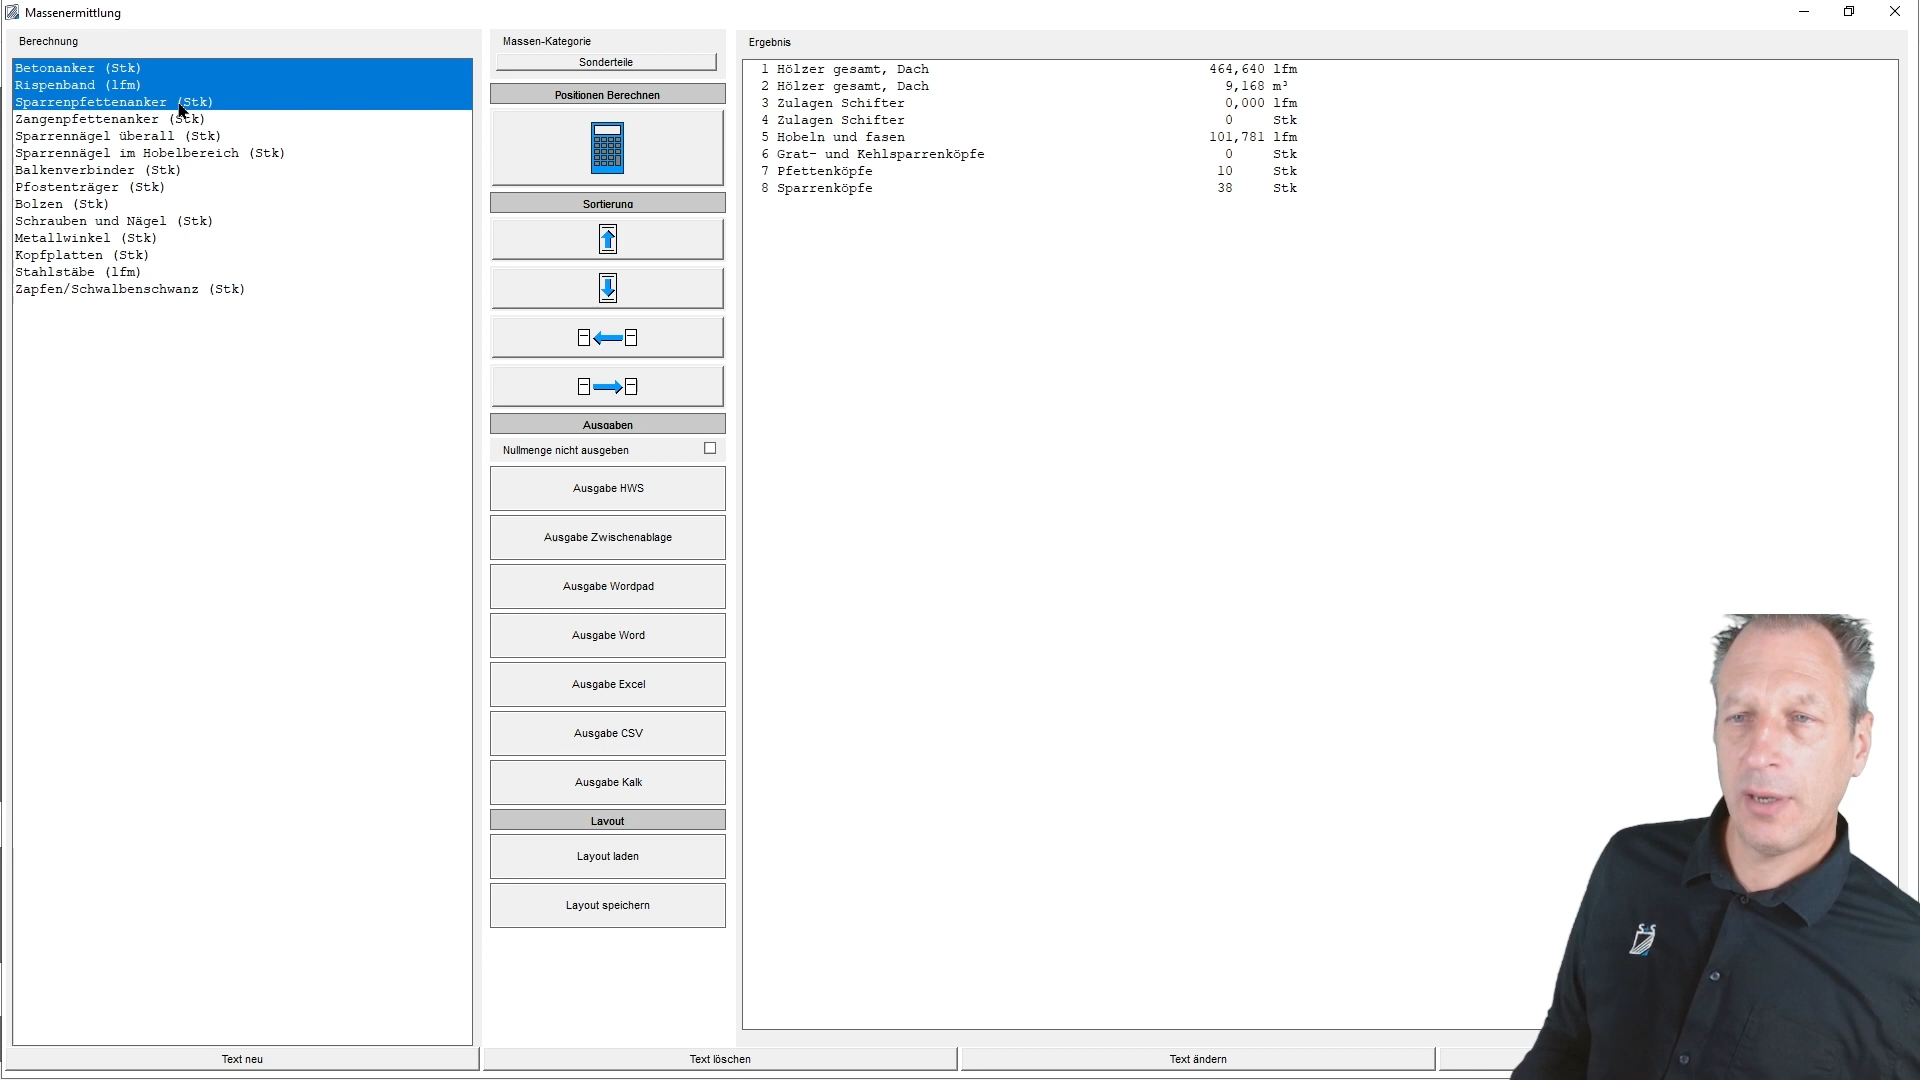 Massenermittlung
Berechnung
Betonanker (Stk)
Rispenband (lfm)
Sparrenpfettenanker (Stk)
Zangenpfettenanker (Stk)
Sparrennägel überall (Stk)
Sparrennägel im Hobelbereich (Stk)
Balkenverbinder (Stk)
Pfostenträger (Stk)
Bolzen (Stk)
Schrauben und Nägel (Stk)
Metallwinkel (Stk)
Kopfplatten (Stk)
Stahlstäbe (lfm)
Zapfen/Schwalbenschwanz (Stk)
Massen-Kategorie
Sonderteile
Positionen Berechnen
Sortierung
Ausgaben
Nullmenge nicht ausgeben
Ausgabe HWS
Ausgabe Zwischenablage
Ausgabe Wordpad
Ausgabe Word
Ausgabe Excel
Ausgabe CSV
Ausgabe Kalk
Layout
Layout laden
Layout speichern
Ergebnis
1 Hölzer gesamt, Dach 464,640 lfm
2 Hölzer gesamt, Dach 9,168 m³
3 Zulagen Schifter 0,000 lfm
4 Zulagen Schifter 0 Stk
5 Hobeln und fasen 101,781 lfm
6 Grat- und Kehlsparrenköpfe 0 Stk
7 Pfettenköpfe 10 Stk
8 Sparrenköpfe 38 Stk
Text neu
Text löschen
Text ändern
S+S